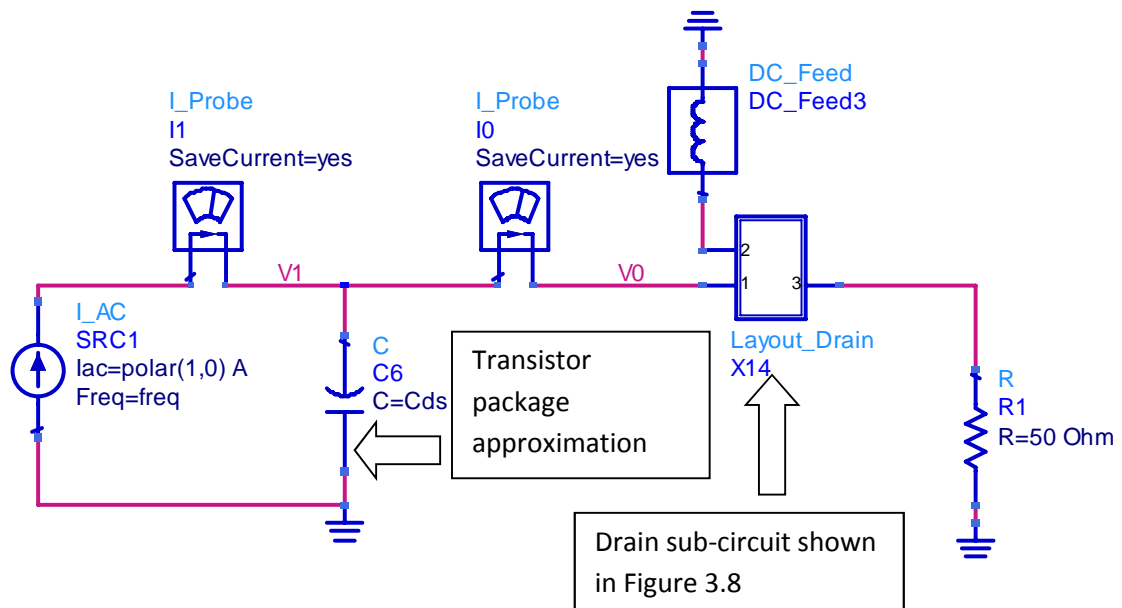 DC_Feed
DC_Feed3
I_Probe
I1
SaveCurrent=yes
I_Probe
I0
SaveCurrent=yes
V1
V0
2
1
3
I_AC
SRC1
Iac=polar(1,0) A
Freq=freq
C
C6
C=Cds
Transistor
package
approximation
Layout_Drain
X14
R
R1
R=50 Ohm
Drain sub-circuit shown
in Figure 3.8